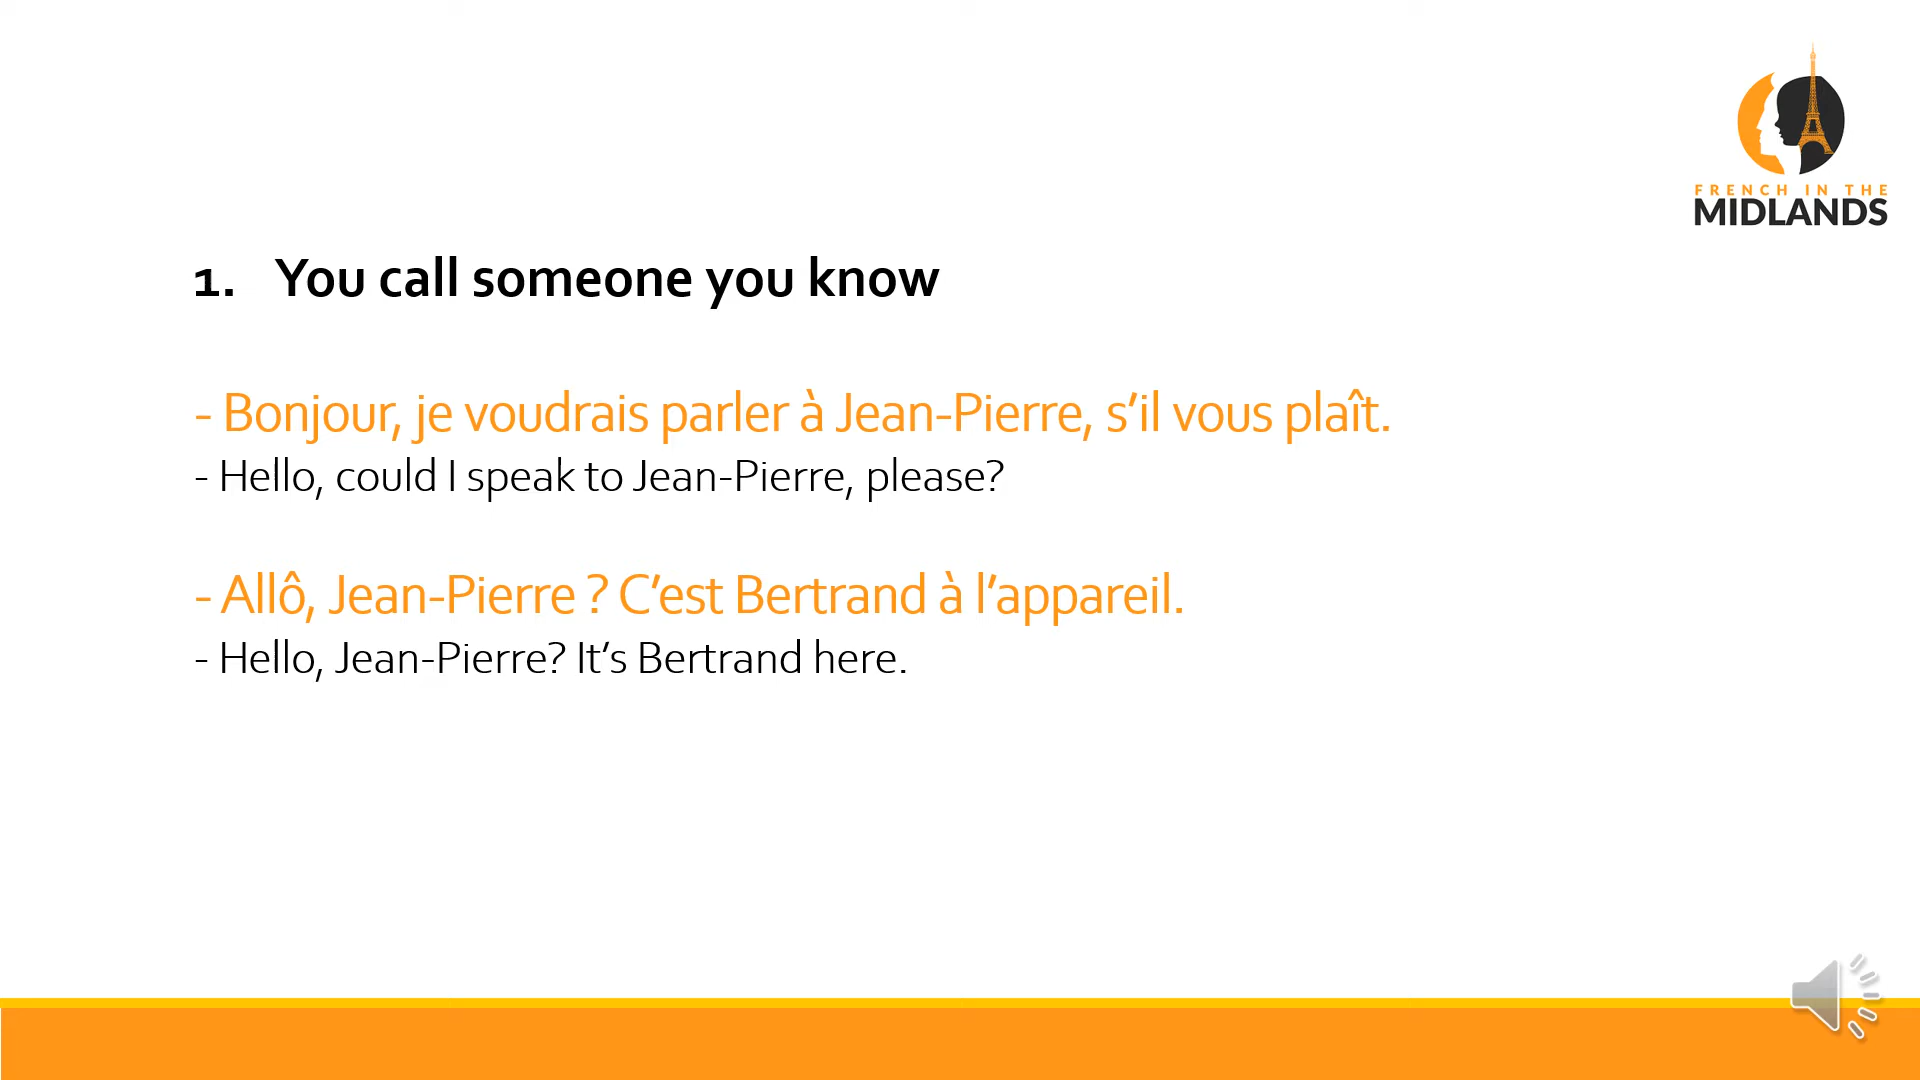 FRENCH IN THE
MIDLANDS
1. You call someone you know
- Bonjour, je voudrais parler à Jean-Pierre, s’il vous plaît.
- Hello, could I speak to Jean-Pierre, please?
- Allô, Jean-Pierre ? C’est Bertrand à l’appareil.
- Hello, Jean-Pierre? It’s Bertrand here.